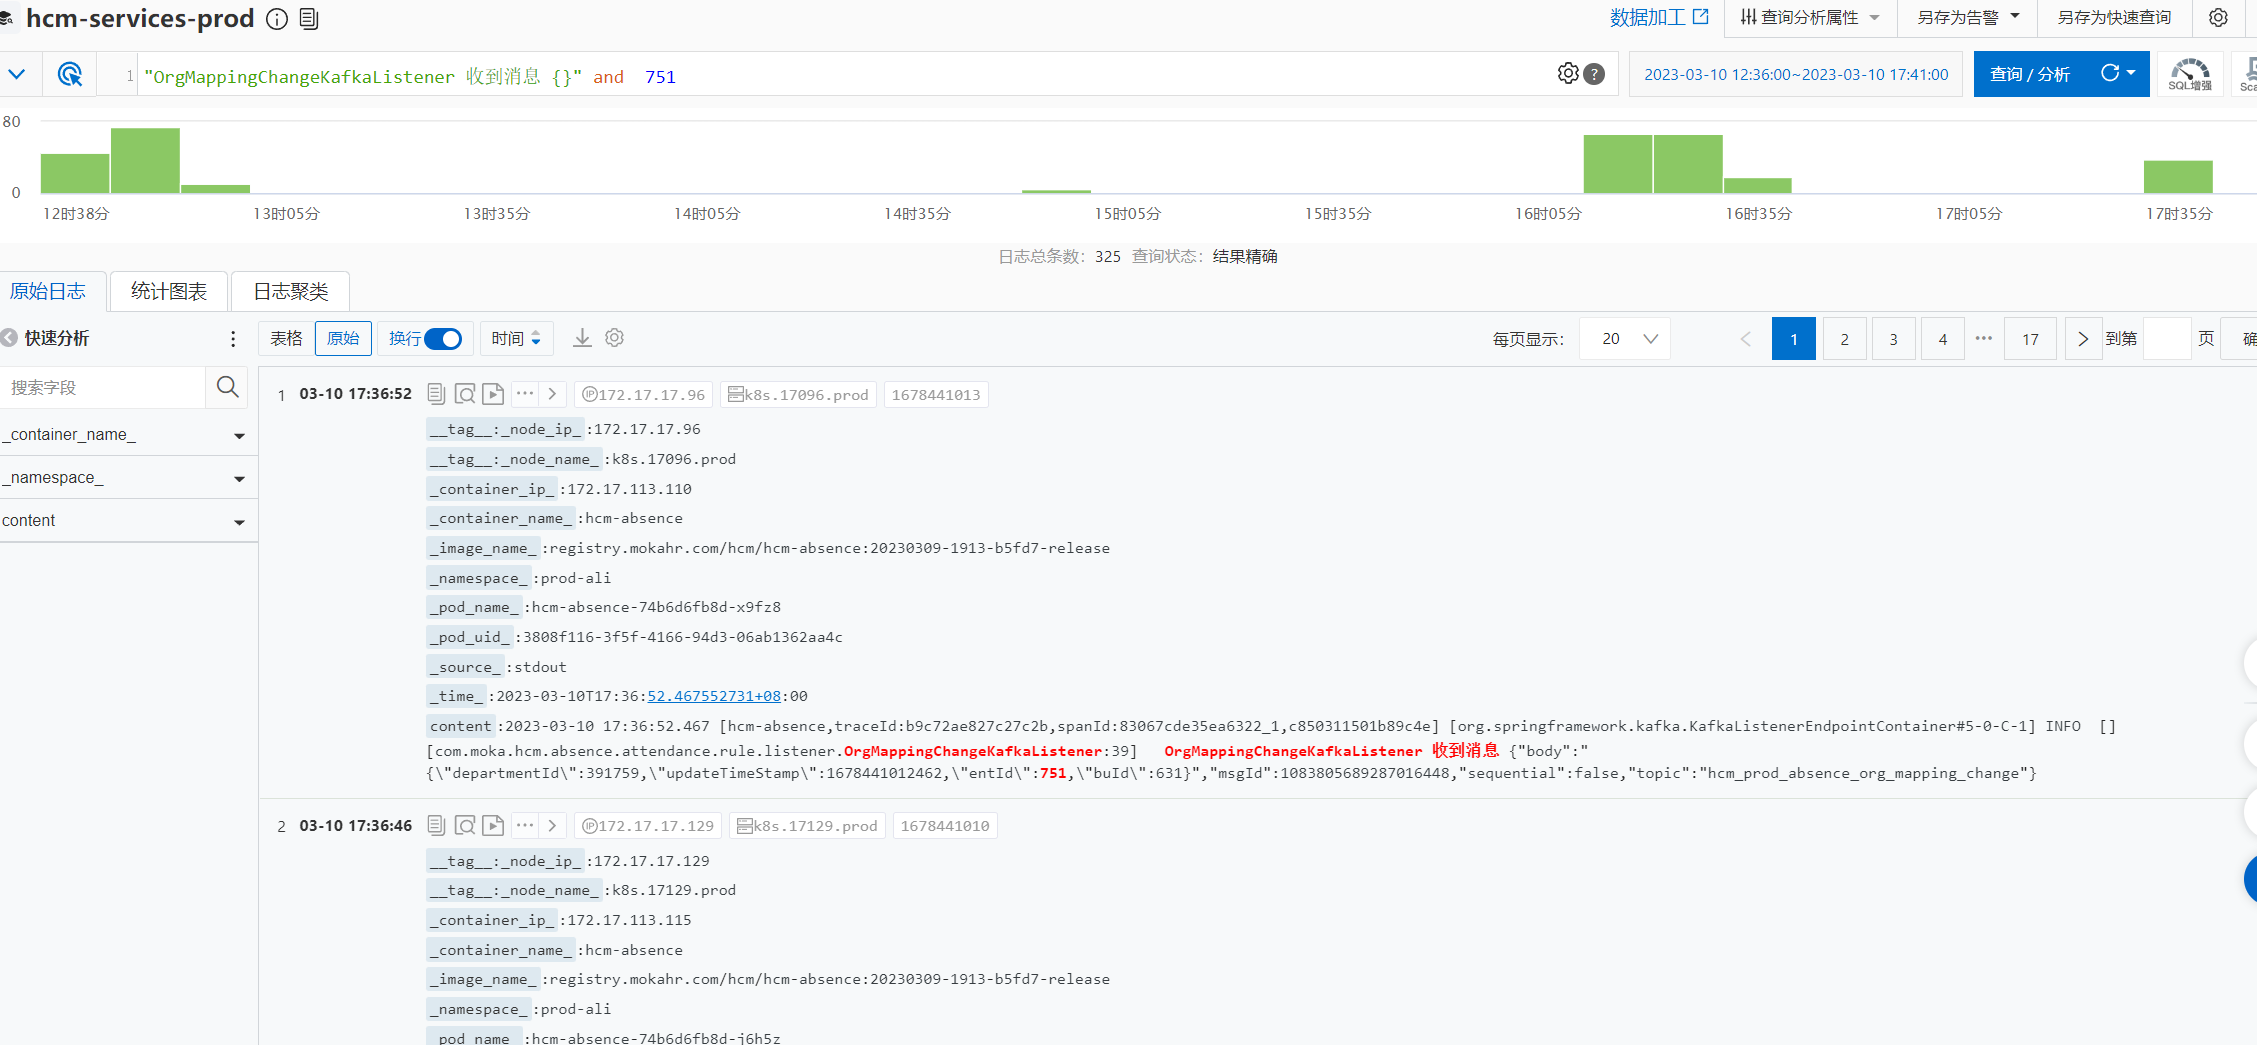 hcm-services-prod
数据加工
查询分析属性
另存为告警
另存为快速查询
1 "OrgMappingChangeKafkaListener 收到消息 {}" and 751
2023-03-10 12:36:00~2023-03-10 17:41:00
查询 / 分析
SQL增强
80
0
12时38分 13时05分 13时35分 14时05分 14时35分 15时05分 15时35分 16时05分 16时35分 17时05分 17时35分
日志总条数: 325 查询状态: 结果精确
原始日志 统计图表 日志聚类
快速分析
表格 原始 换行 时间
每页显示: 20
1 2 3 4 ••• 17
到第 页
搜索字段
_container_name_
_namespace_
content
1 03-10 17:36:52 172.17.17.96 k8s.17096.prod 1678441013
__tag__:_node_ip_:172.17.17.96
__tag__:_node_name_:k8s.17096.prod
_container_ip_:172.17.113.110
_container_name_:hcm-absence
_image_name_:registry.mokahr.com/hcm/hcm-absence:20230309-1913-b5fd7-release
_namespace_:prod-ali
_pod_name_:hcm-absence-74b6d6fb8d-x9fz8
_pod_uid_:3808f116-3f5f-4166-94d3-06ab1362aa4c
_source_:stdout
_time_:2023-03-10T17:36:52.467552731+08:00
content:2023-03-10 17:36:52.467 [hcm-absence,traceId:b9c72ae827c27c2b,spanId:83067cde35ea6322_1,c850311501b89c4e] [org.springframework.kafka.KafkaListenerEndpointContainer#5-0-C-1] INFO []
[com.moka.hcm.absence.attendance.rule.listener.OrgMappingChangeKafkaListener:39] OrgMappingChangeKafkaListener 收到消息 {"body":"
{\"departmentId\":391759,\"updateTimeStamp\":1678441012462,\"entId\":751,\"buId\":631}","msgId":1083805689287016448,"sequential":false,"topic":"hcm_prod_absence_org_mapping_change"}
2 03-10 17:36:46 172.17.17.129 k8s.17129.prod 1678441010
__tag__:_node_ip_:172.17.17.129
__tag__:_node_name_:k8s.17129.prod
_container_ip_:172.17.113.115
_container_name_:hcm-absence
_image_name_:registry.mokahr.com/hcm/hcm-absence:20230309-1913-b5fd7-release
_namespace_:prod-ali
_pod_name_:hcm-absence-74b6d6fb8d-j6h5z